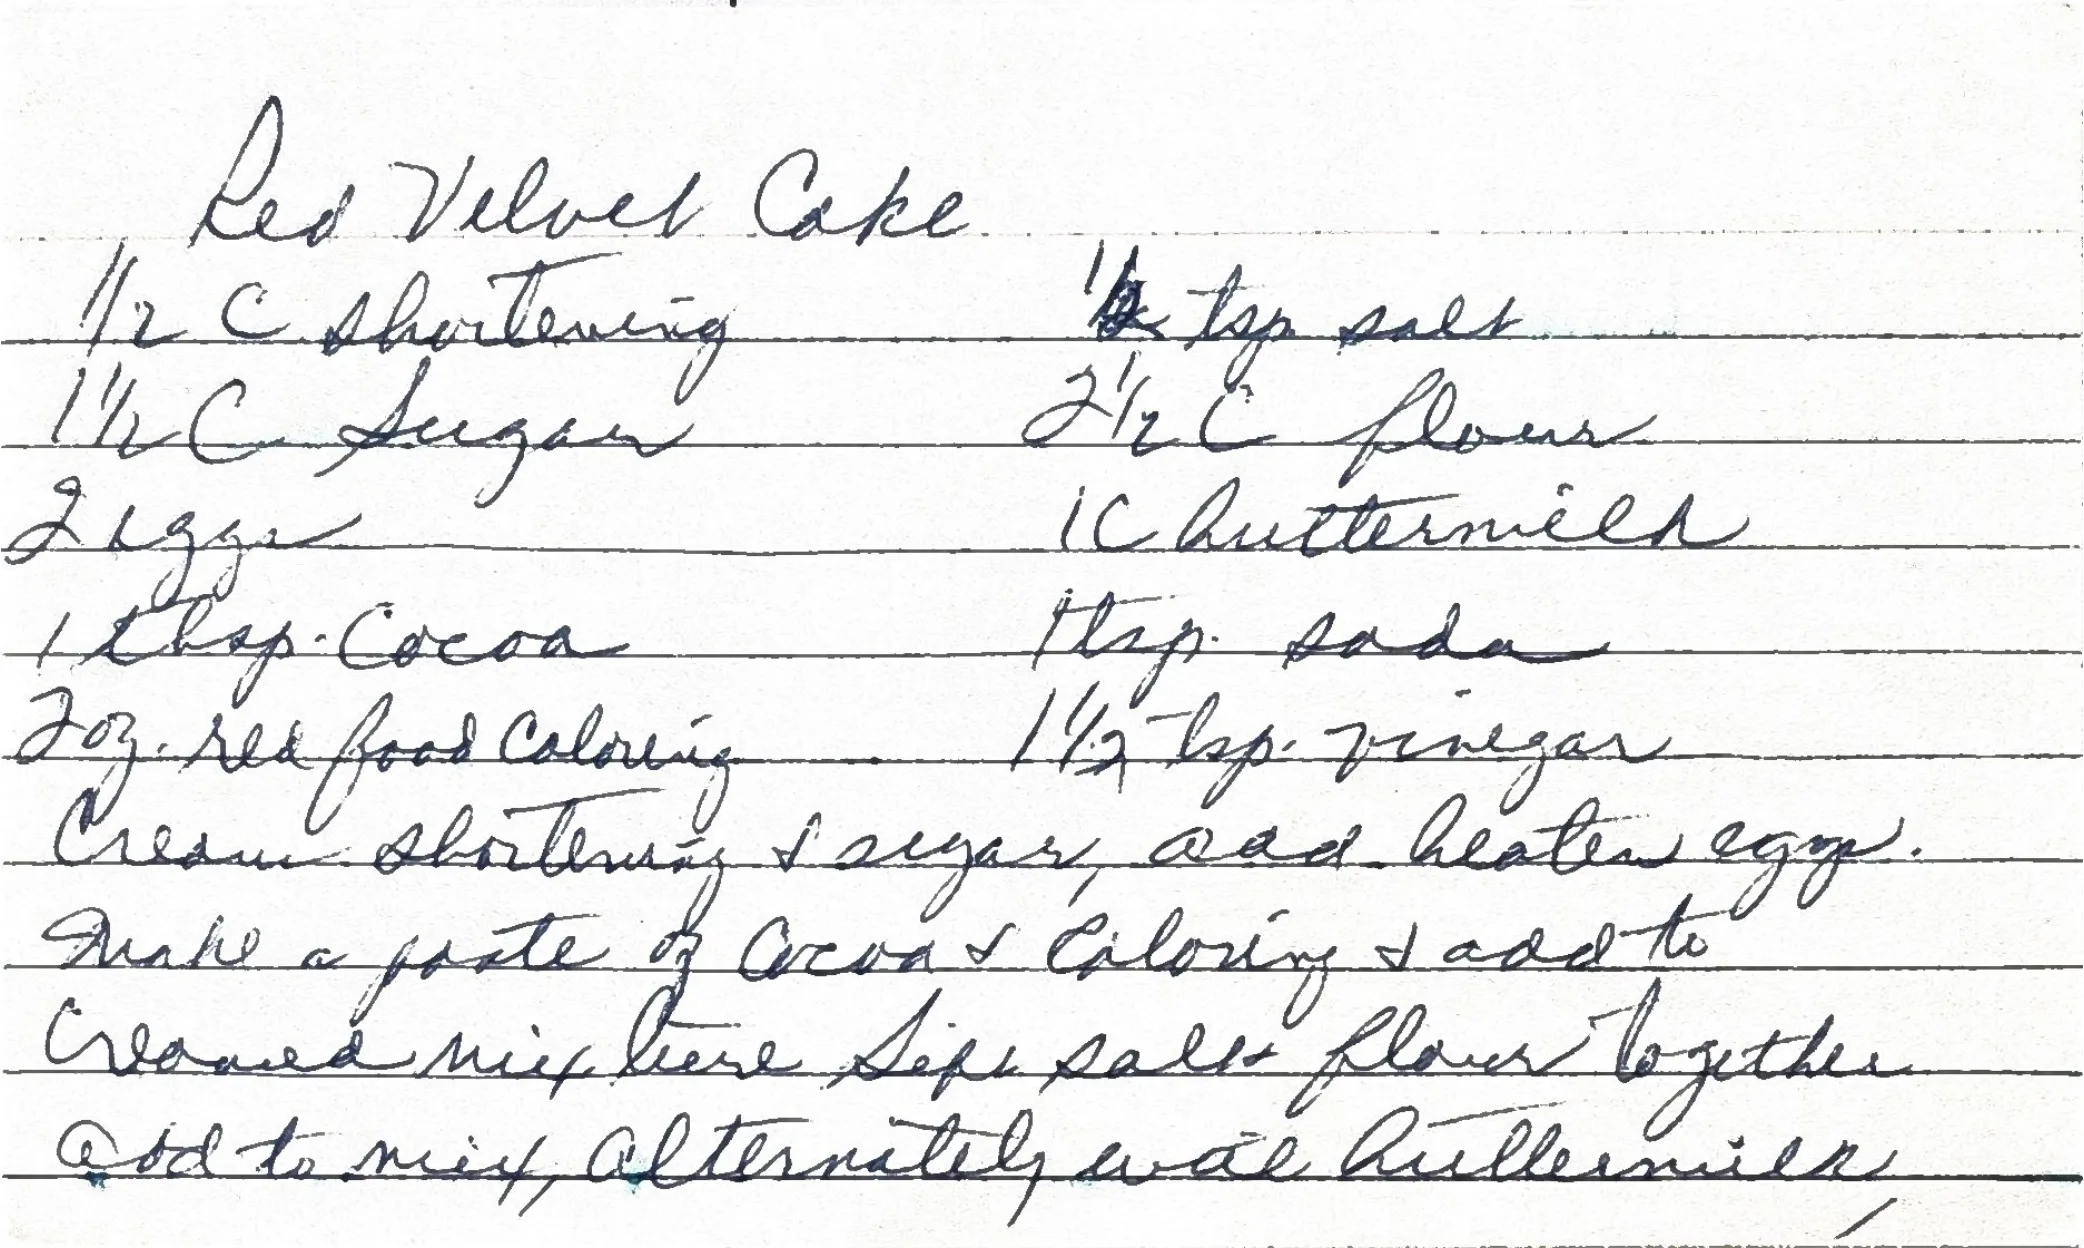 Red Velvet Cake
1/2 C shortening
1/2 tsp salt
1 1/2 C Sugar
2 1/2 C flour
2 eggs
1 C buttermilk
1 tbsp. Cocoa
1 tsp. soda
2 oz. red food Coloring
1 1/2 tsp. vinegar
Cream shortening & sugar, add beaten eggs.
Make a paste of Cocoa & Coloring & add to
Creamed mixture Sift salt flour together
add to mix, alternately with buttermilk,